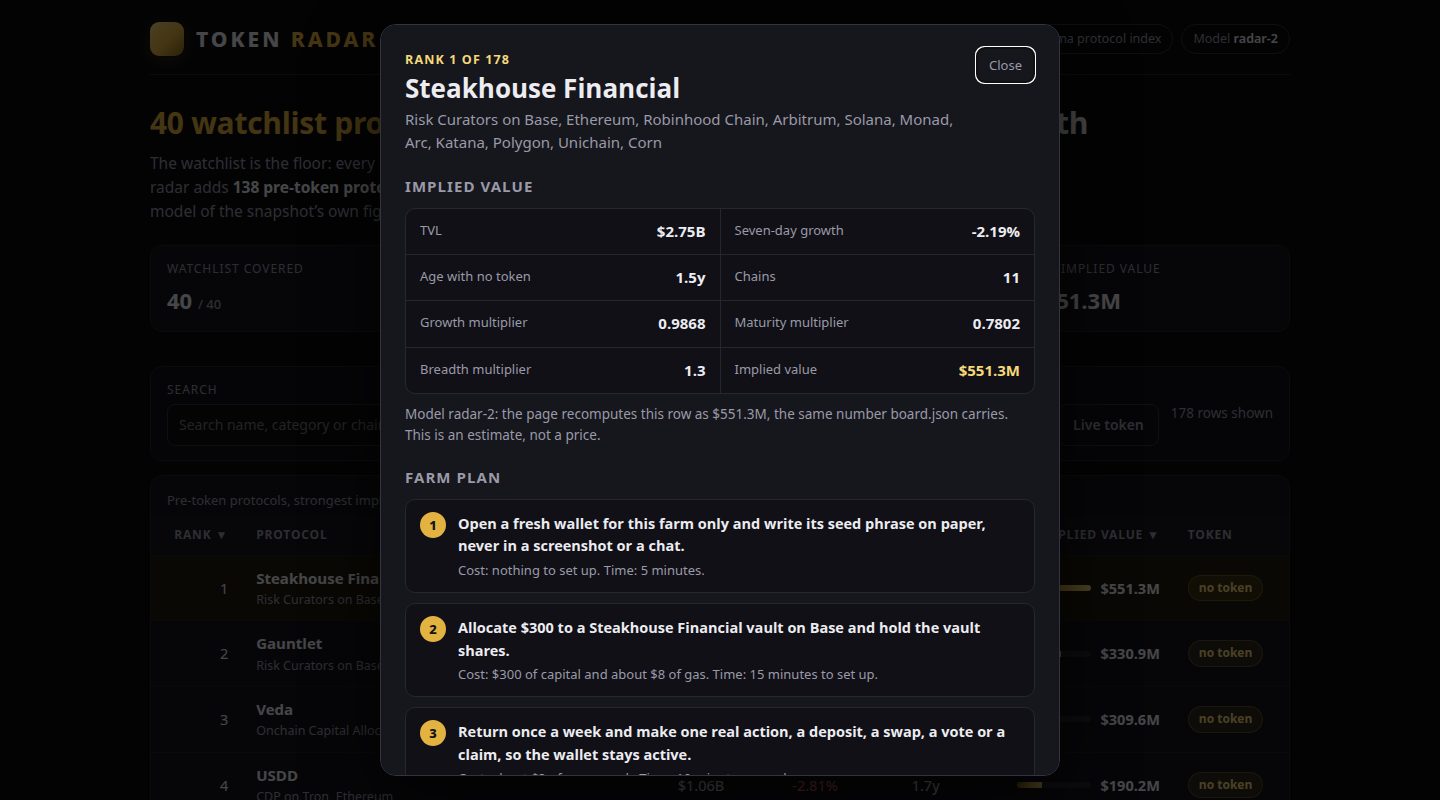 TOKEN RADAR
na protocol index
Model radar-2
40 watchlist pro
th
The watchlist is the floor: every
radar adds 138 pre-token proto
model of the snapshot's own fig
WATCHLIST COVERED
40 / 40
IMPLIED VALUE
51.3M
SEARCH
Search name, category or chain
Live token
178 rows shown
Pre-token protocols, strongest imp
RANK ▼ PROTOCOL
PLIED VALUE ▼ TOKEN
1 Steakhouse Fina
Risk Curators on Base
$551.3M no token
2 Gauntlet
Risk Curators on Base
$330.9M no token
3 Veda
Onchain Capital Alloc
$309.6M no token
4 USDD
CDP on Tron, Ethereum
$1.06B -2.81% 1.7y $190.2M no token
RANK 1 OF 178
Steakhouse Financial
Close
Risk Curators on Base, Ethereum, Robinhood Chain, Arbitrum, Solana, Monad,
Arc, Katana, Polygon, Unichain, Corn
IMPLIED VALUE
TVL $2.75B Seven-day growth -2.19%
Age with no token 1.5y Chains 11
Growth multiplier 0.9868 Maturity multiplier 0.7802
Breadth multiplier 1.3 Implied value $551.3M
Model radar-2: the page recomputes this row as $551.3M, the same number board.json carries.
This is an estimate, not a price.
FARM PLAN
1 Open a fresh wallet for this farm only and write its seed phrase on paper,
never in a screenshot or a chat.
Cost: nothing to set up. Time: 5 minutes.
2 Allocate $300 to a Steakhouse Financial vault on Base and hold the vault
shares.
Cost: $300 of capital and about $8 of gas. Time: 15 minutes to set up.
3 Return once a week and make one real action, a deposit, a swap, a vote or a
claim, so the wallet stays active.